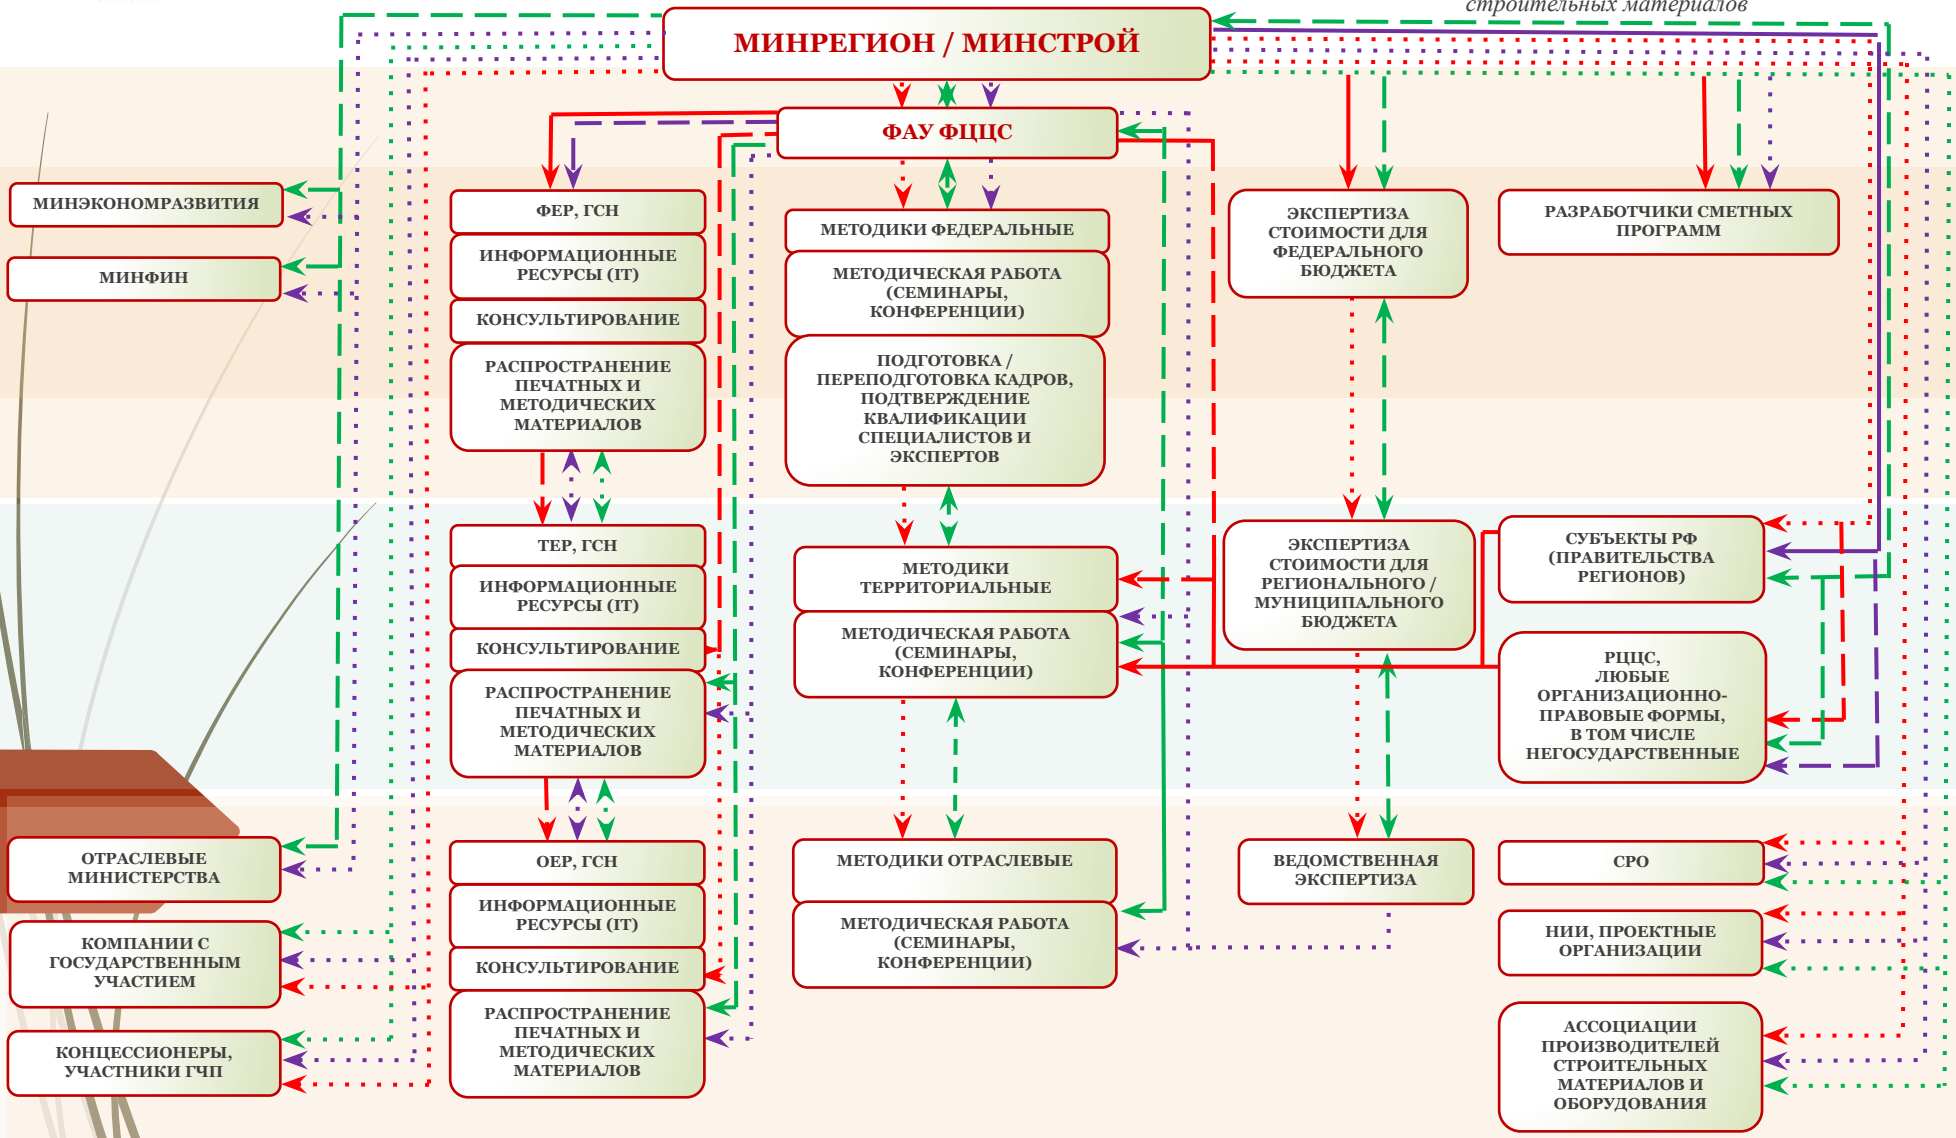 строительных материалов
МИНРЕГИОН / МИНСТРОЙ
ФАУ ФЦЦС
МИНЭКОНОМРАЗВИТИЯ
МИНФИН
ОТРАСЛЕВЫЕ
МИНИСТЕРСТВА
КОМПАНИИ С
ГОСУДАРСТВЕННЫМ
УЧАСТИЕМ
КОНЦЕССИОНЕРЫ,
УЧАСТНИКИ ГЧП
ФЕР, ГСН
ИНФОРМАЦИОННЫЕ
РЕСУРСЫ (IT)
КОНСУЛЬТИРОВАНИЕ
РАСПРОСТРАНЕНИЕ
ПЕЧАТНЫХ И
МЕТОДИЧЕСКИХ
МАТЕРИАЛОВ
ТЕР, ГСН
ИНФОРМАЦИОННЫЕ
РЕСУРСЫ (IT)
КОНСУЛЬТИРОВАНИЕ
РАСПРОСТРАНЕНИЕ
ПЕЧАТНЫХ И
МЕТОДИЧЕСКИХ
МАТЕРИАЛОВ
ОЕР, ГСН
ИНФОРМАЦИОННЫЕ
РЕСУРСЫ (IT)
КОНСУЛЬТИРОВАНИЕ
РАСПРОСТРАНЕНИЕ
ПЕЧАТНЫХ И
МЕТОДИЧЕСКИХ
МАТЕРИАЛОВ
МЕТОДИКИ ФЕДЕРАЛЬНЫЕ
МЕТОДИЧЕСКАЯ РАБОТА
(СЕМИНАРЫ,
КОНФЕРЕНЦИИ)
ПОДГОТОВКА /
ПЕРЕПОДГОТОВКА КАДРОВ,
ПОДТВЕРЖДЕНИЕ
КВАЛИФИКАЦИИ
СПЕЦИАЛИСТОВ И
ЭКСПЕРТОВ
МЕТОДИКИ
ТЕРРИТОРИАЛЬНЫЕ
МЕТОДИЧЕСКАЯ РАБОТА
(СЕМИНАРЫ,
КОНФЕРЕНЦИИ)
МЕТОДИКИ ОТРАСЛЕВЫЕ
МЕТОДИЧЕСКАЯ РАБОТА
(СЕМИНАРЫ,
КОНФЕРЕНЦИИ)
ЭКСПЕРТИЗА
СТОИМОСТИ ДЛЯ
ФЕДЕРАЛЬНОГО
БЮДЖЕТА
ЭКСПЕРТИЗА
СТОИМОСТИ ДЛЯ
РЕГИОНАЛЬНОГО /
МУНИЦИПАЛЬНОГО
БЮДЖЕТА
ВЕДОМСТВЕННАЯ
ЭКСПЕРТИЗА
РАЗРАБОТЧИКИ СМЕТНЫХ
ПРОГРАММ
СУБЪЕКТЫ РФ
(ПРАВИТЕЛЬСТВА
РЕГИОНОВ)
РЦЦС,
ЛЮБЫЕ
ОРГАНИЗАЦИОННО-
ПРАВОВЫЕ ФОРМЫ,
В ТОМ ЧИСЛЕ
НЕГОСУДАРСТВЕННЫЕ
СРО
НИИ, ПРОЕКТНЫЕ
ОРГАНИЗАЦИИ
АССОЦИАЦИИ
ПРОИЗВОДИТЕЛЕЙ
СТРОИТЕЛЬНЫХ
МАТЕРИАЛОВ И
ОБОРУДОВАНИЯ